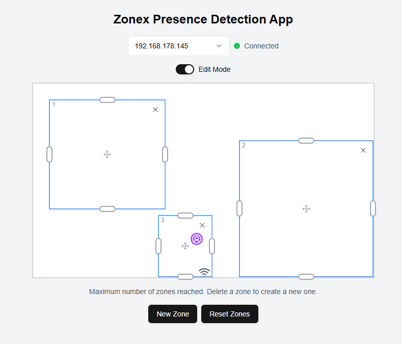 Zonex Presence Detection App
192.168.178.145
Connected
Edit Mode
1
2
3
Maximum number of zones reached. Delete a zone to create a new one.
New Zone
Reset Zones